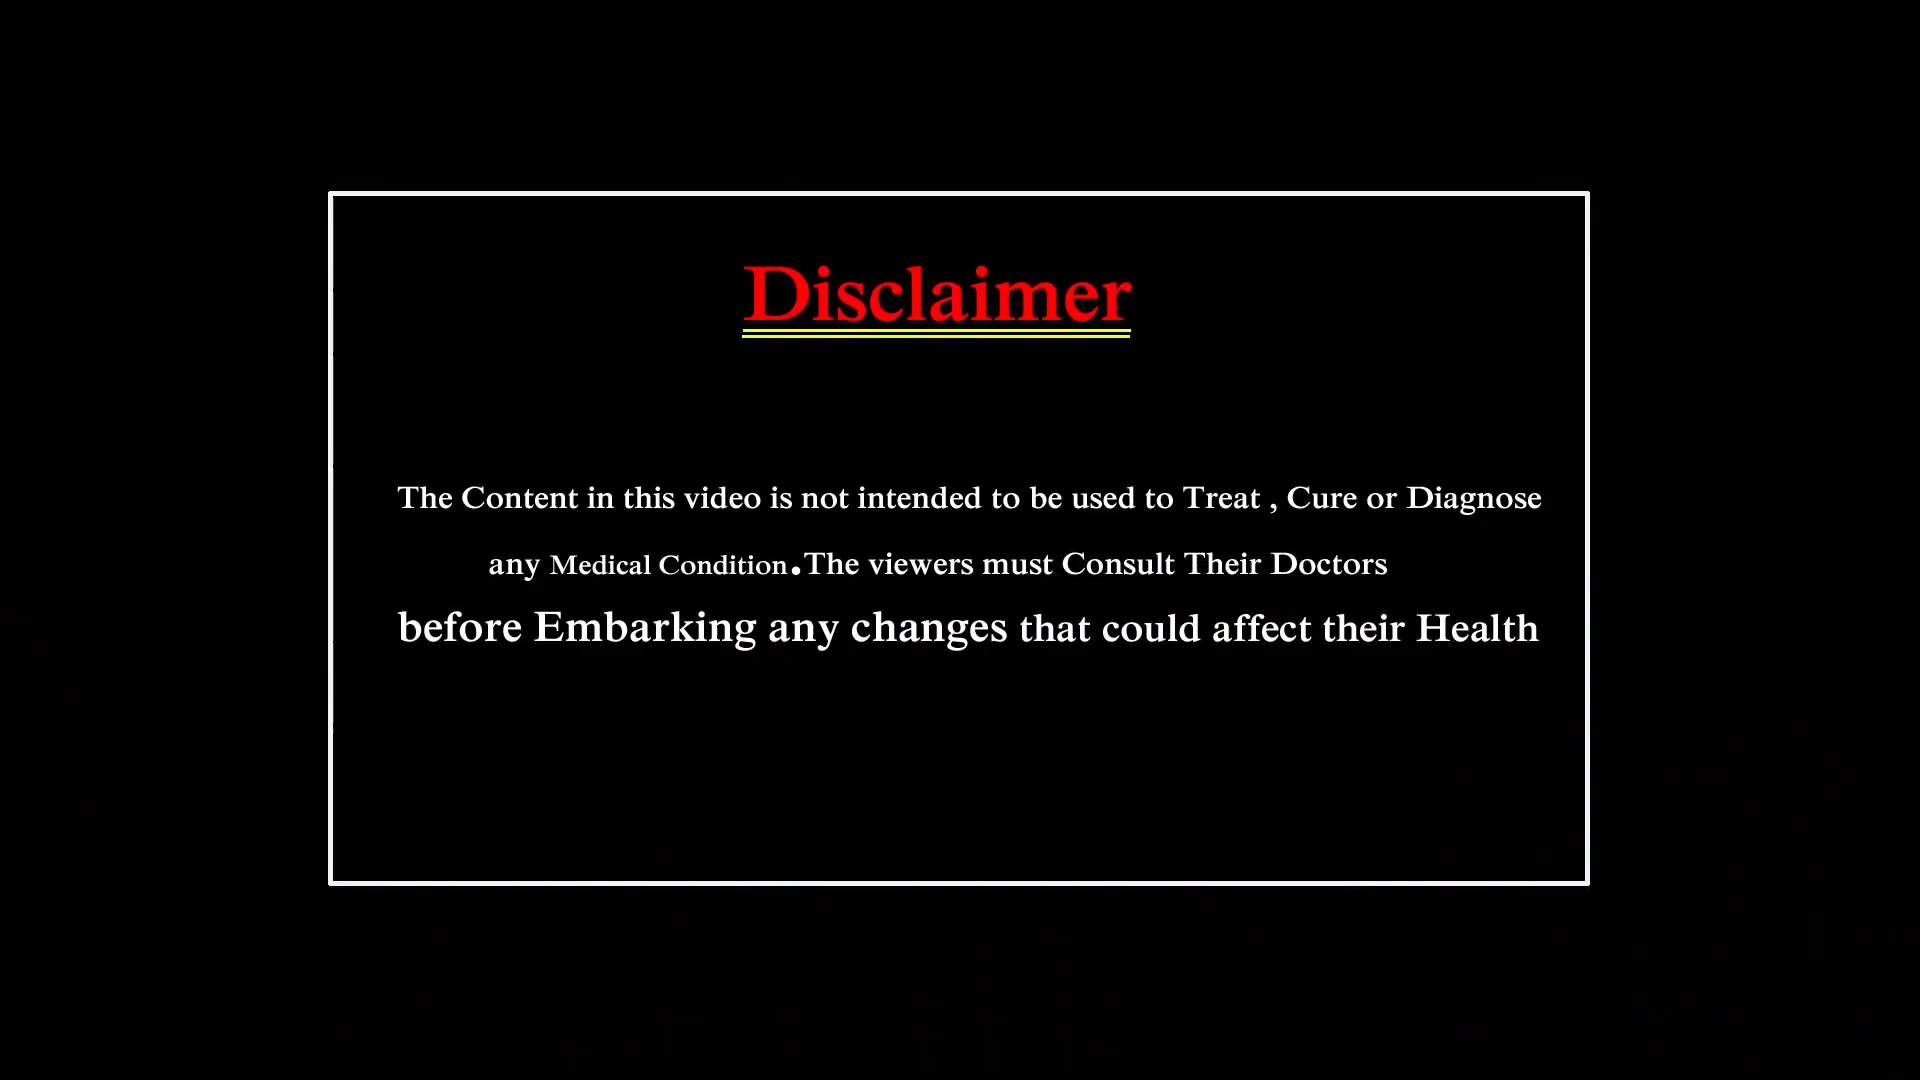 Disclaimer
The Content in this video is not intended to be used to Treat , Cure or Diagnose
any Medical Condition.The viewers must Consult Their Doctors
before Embarking any changes that could affect their Health